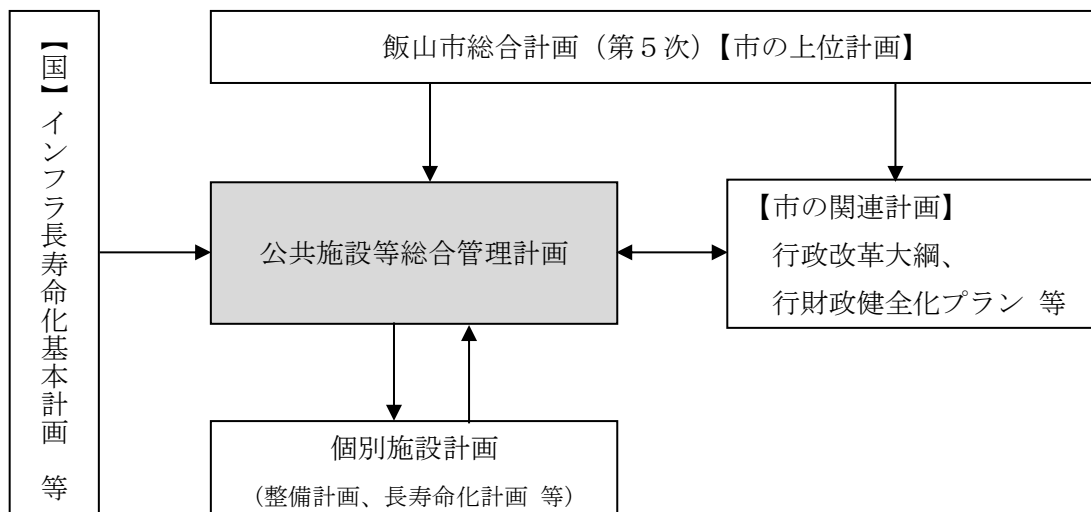 【国】インフラ長寿命化基本計画 等
飯山市総合計画（第５次）【市の上位計画】
公共施設等総合管理計画
【市の関連計画】
行政改革大綱、
行財政健全化プラン 等
個別施設計画
（整備計画、長寿命化計画 等）